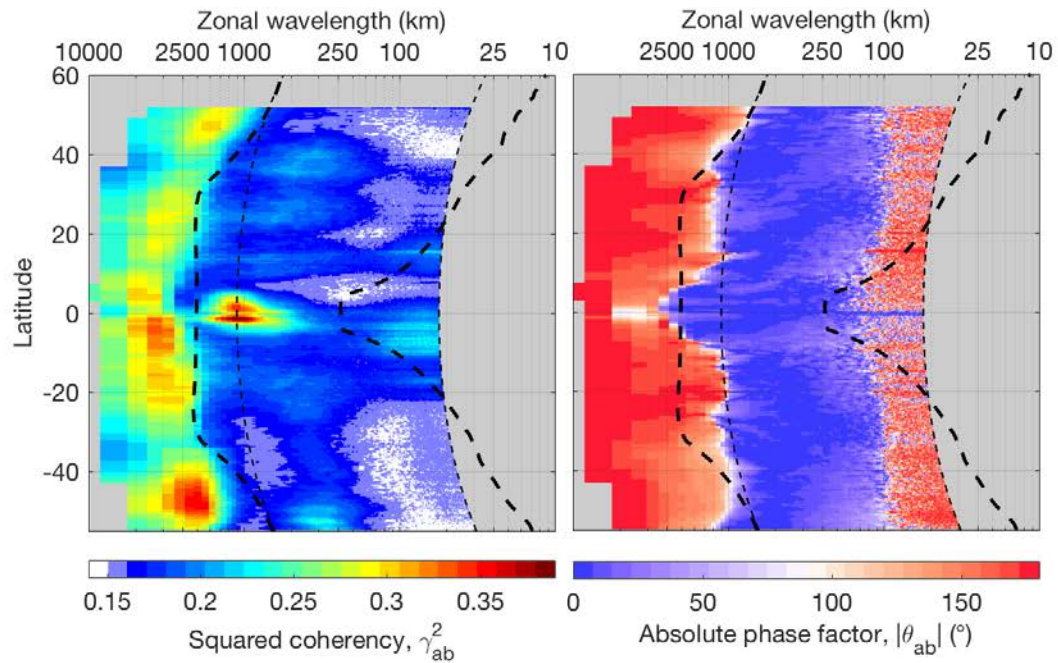 Zonal wavelength (km)
10000 2500 1000 250 100 25 10
Zonal wavelength (km)
2500 1000 250 100 25 10
Latitude
60
40
20
0
-20
-40
0.15 0.2 0.25 0.3 0.35
Squared coherency, γ²ab
0 50 100 150
Absolute phase factor, |θab| (°)